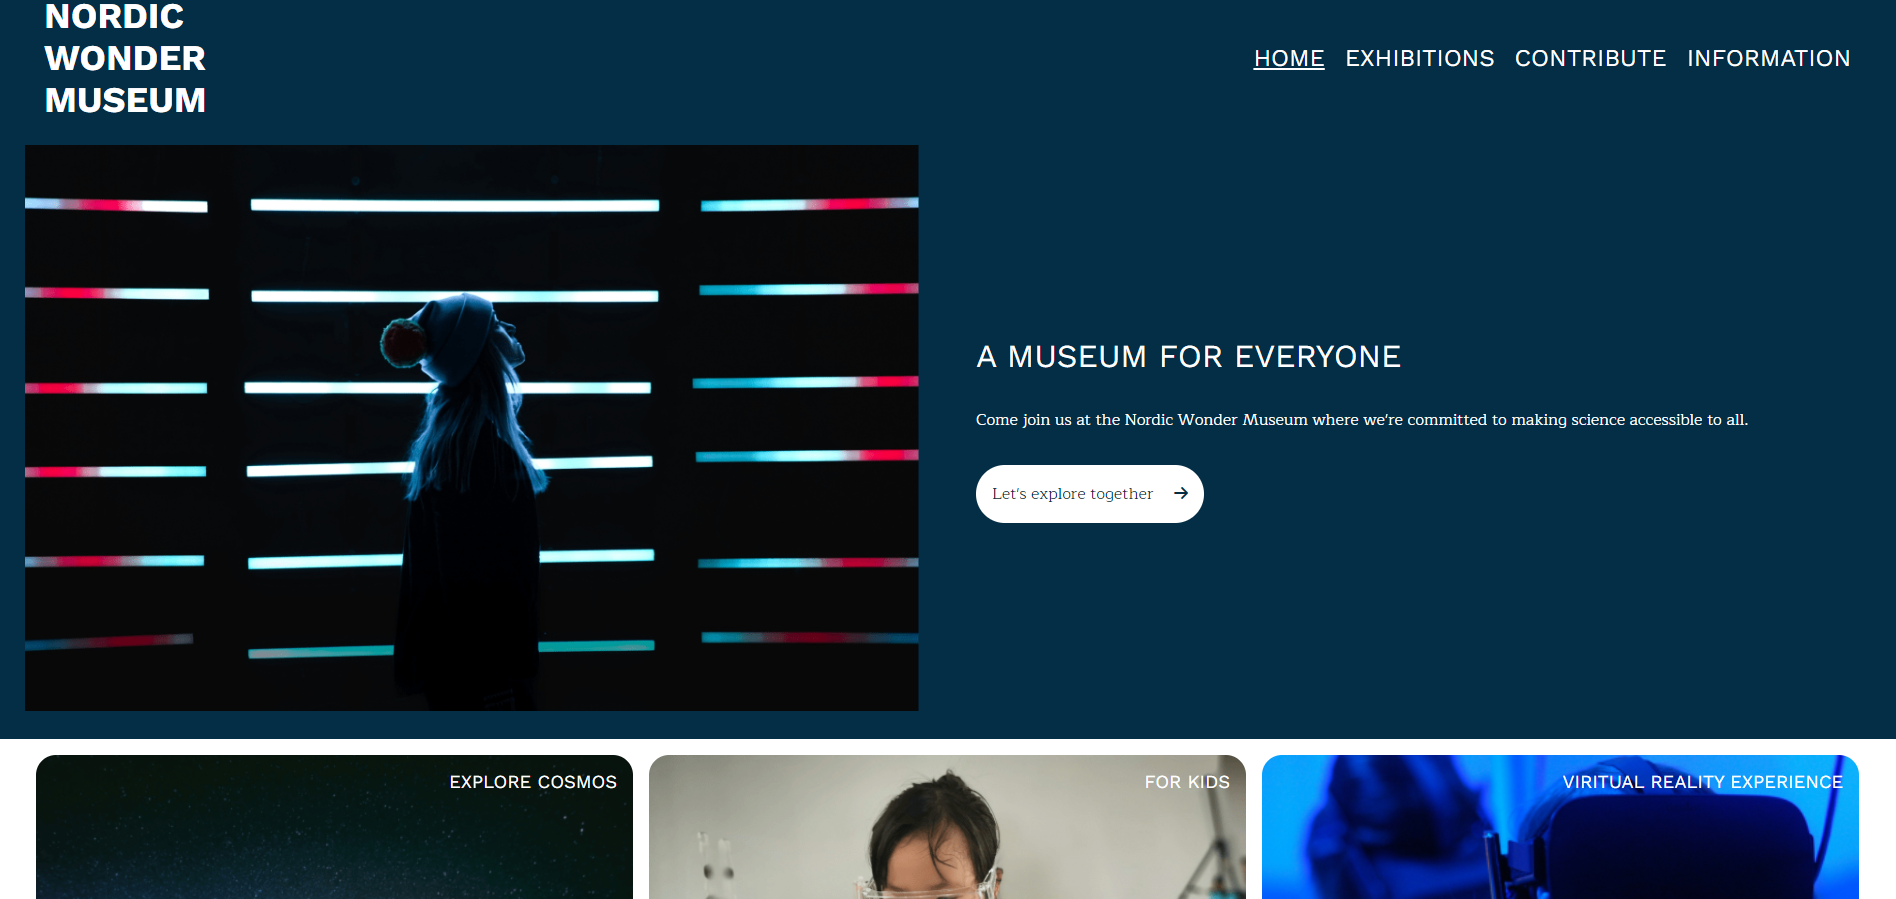 NORDIC
WONDER
MUSEUM
HOME EXHIBITIONS CONTRIBUTE INFORMATION
A MUSEUM FOR EVERYONE
Come join us at the Nordic Wonder Museum where we're committed to making science accessible to all.
Let's explore together
EXPLORE COSMOS
FOR KIDS
VIRITUAL REALITY EXPERIENCE